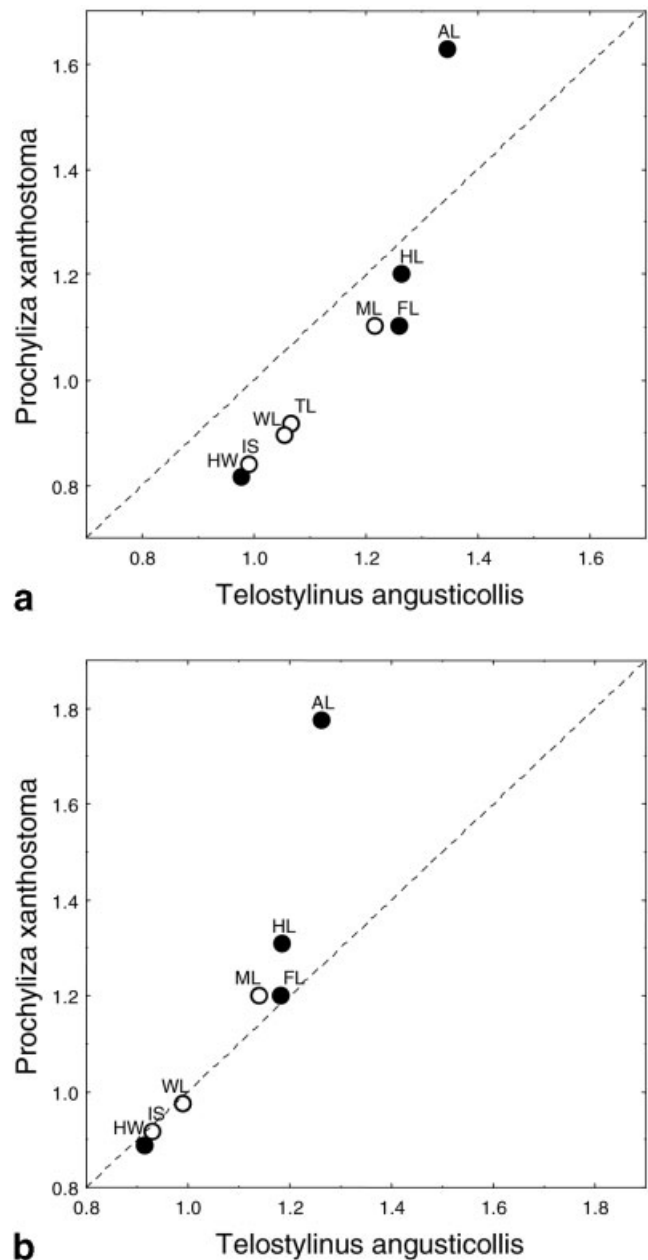 1.6
1.4
1.2
1.0
0.8
Prochyliza xanthostoma
AL
HL
ML FL
WL TL
HW IS
0.8 1.0 1.2 1.4 1.6
a Telostylinus angusticollis
1.8
1.6
1.4
1.2
1.0
0.8
Prochyliza xanthostoma
AL
HL
ML FL
WL
HW IS
0.8 1.0 1.2 1.4 1.6 1.8
b Telostylinus angusticollis